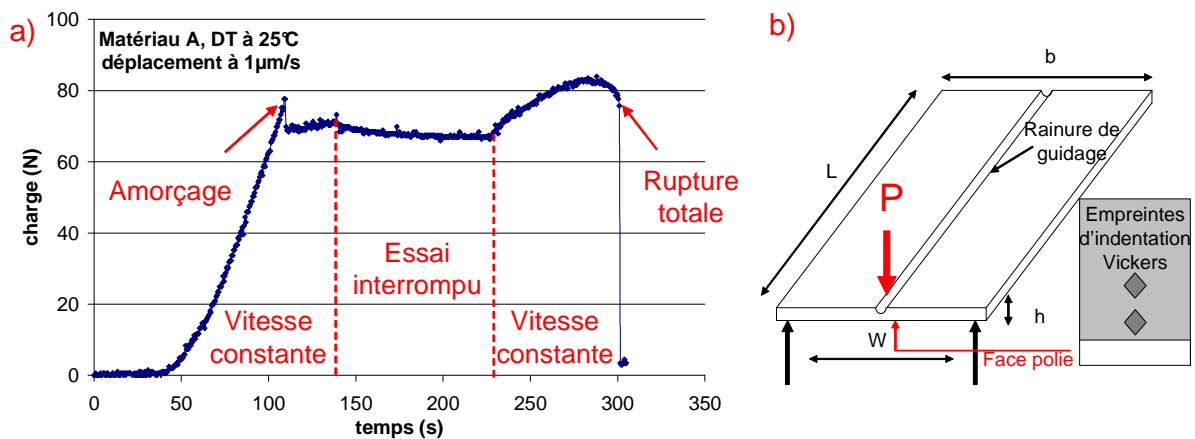 a)
Matériau A, DT à 25°C
déplacement à 1µm/s
Amorçage
Rupture
totale
Essai
interrompu
Vitesse
constante
Vitesse
constante
charge (N)
100
80
60
40
20
0
0
50
100
150
200
250
300
350
temps (s)
b)
b
Rainure de
guidage
L
P
Empreintes
d'indentation
Vickers
h
W
Face polie